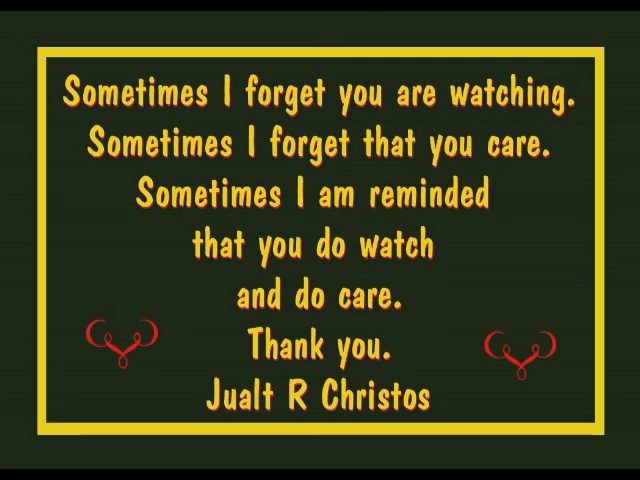 Sometimes I forget you are watching.
Sometimes I forget that you care.
Sometimes I am reminded
that you do watch
and do care.
Thank you.
Jualt R Christos